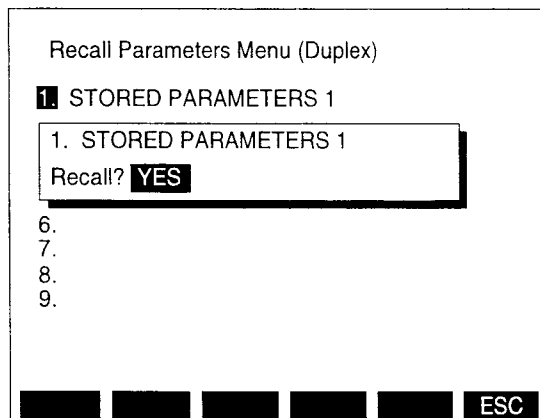 Recall Parameters Menu (Duplex)
1. STORED PARAMETERS 1
1. STORED PARAMETERS 1
Recall? YES
6.
7.
8.
9.
ESC